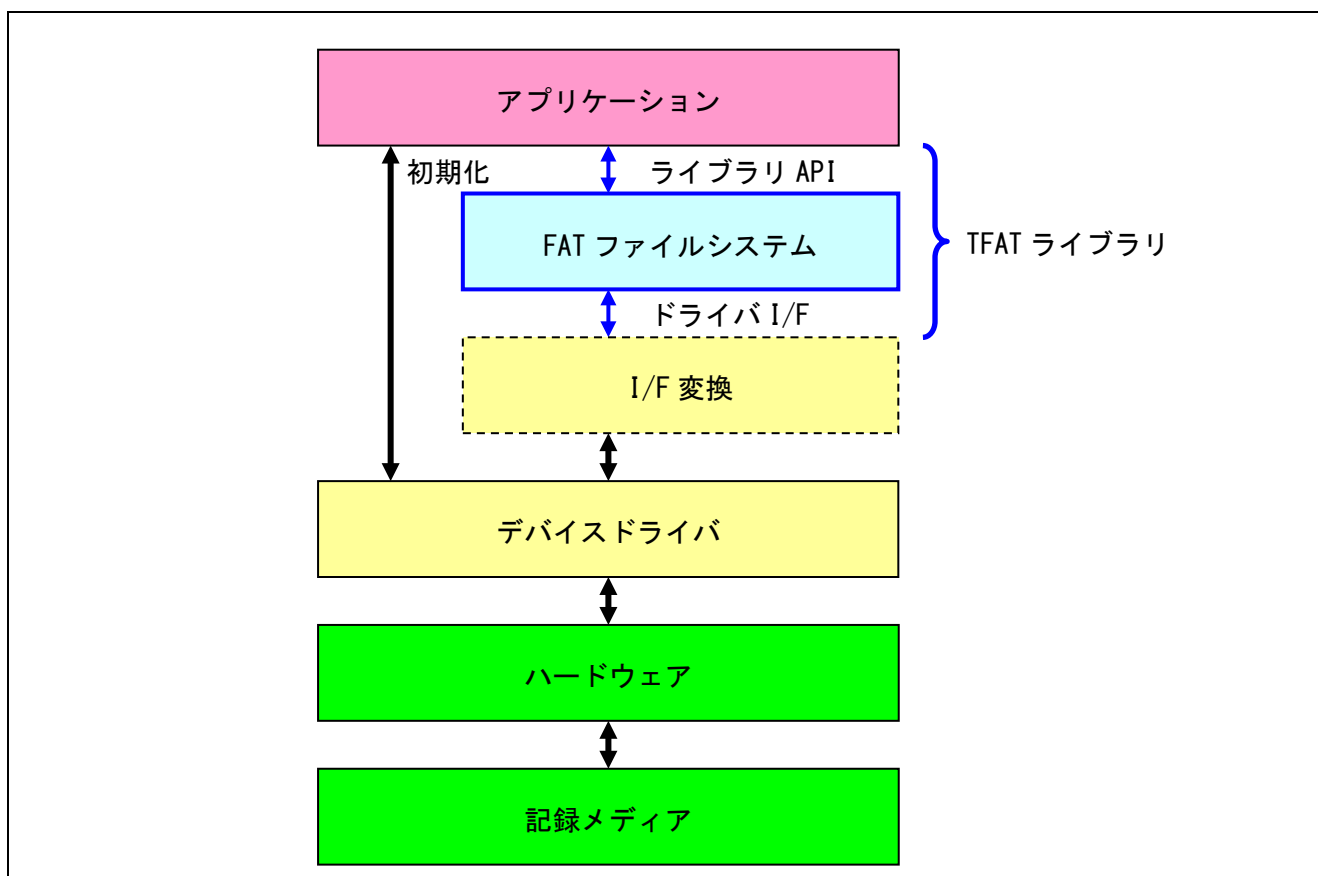 アプリケーション
初期化
ライブラリ API
FAT ファイルシステム
TFAT ライブラリ
ドライバ I/F
I/F 変換
デバイスドライバ
ハードウェア
記録メディア